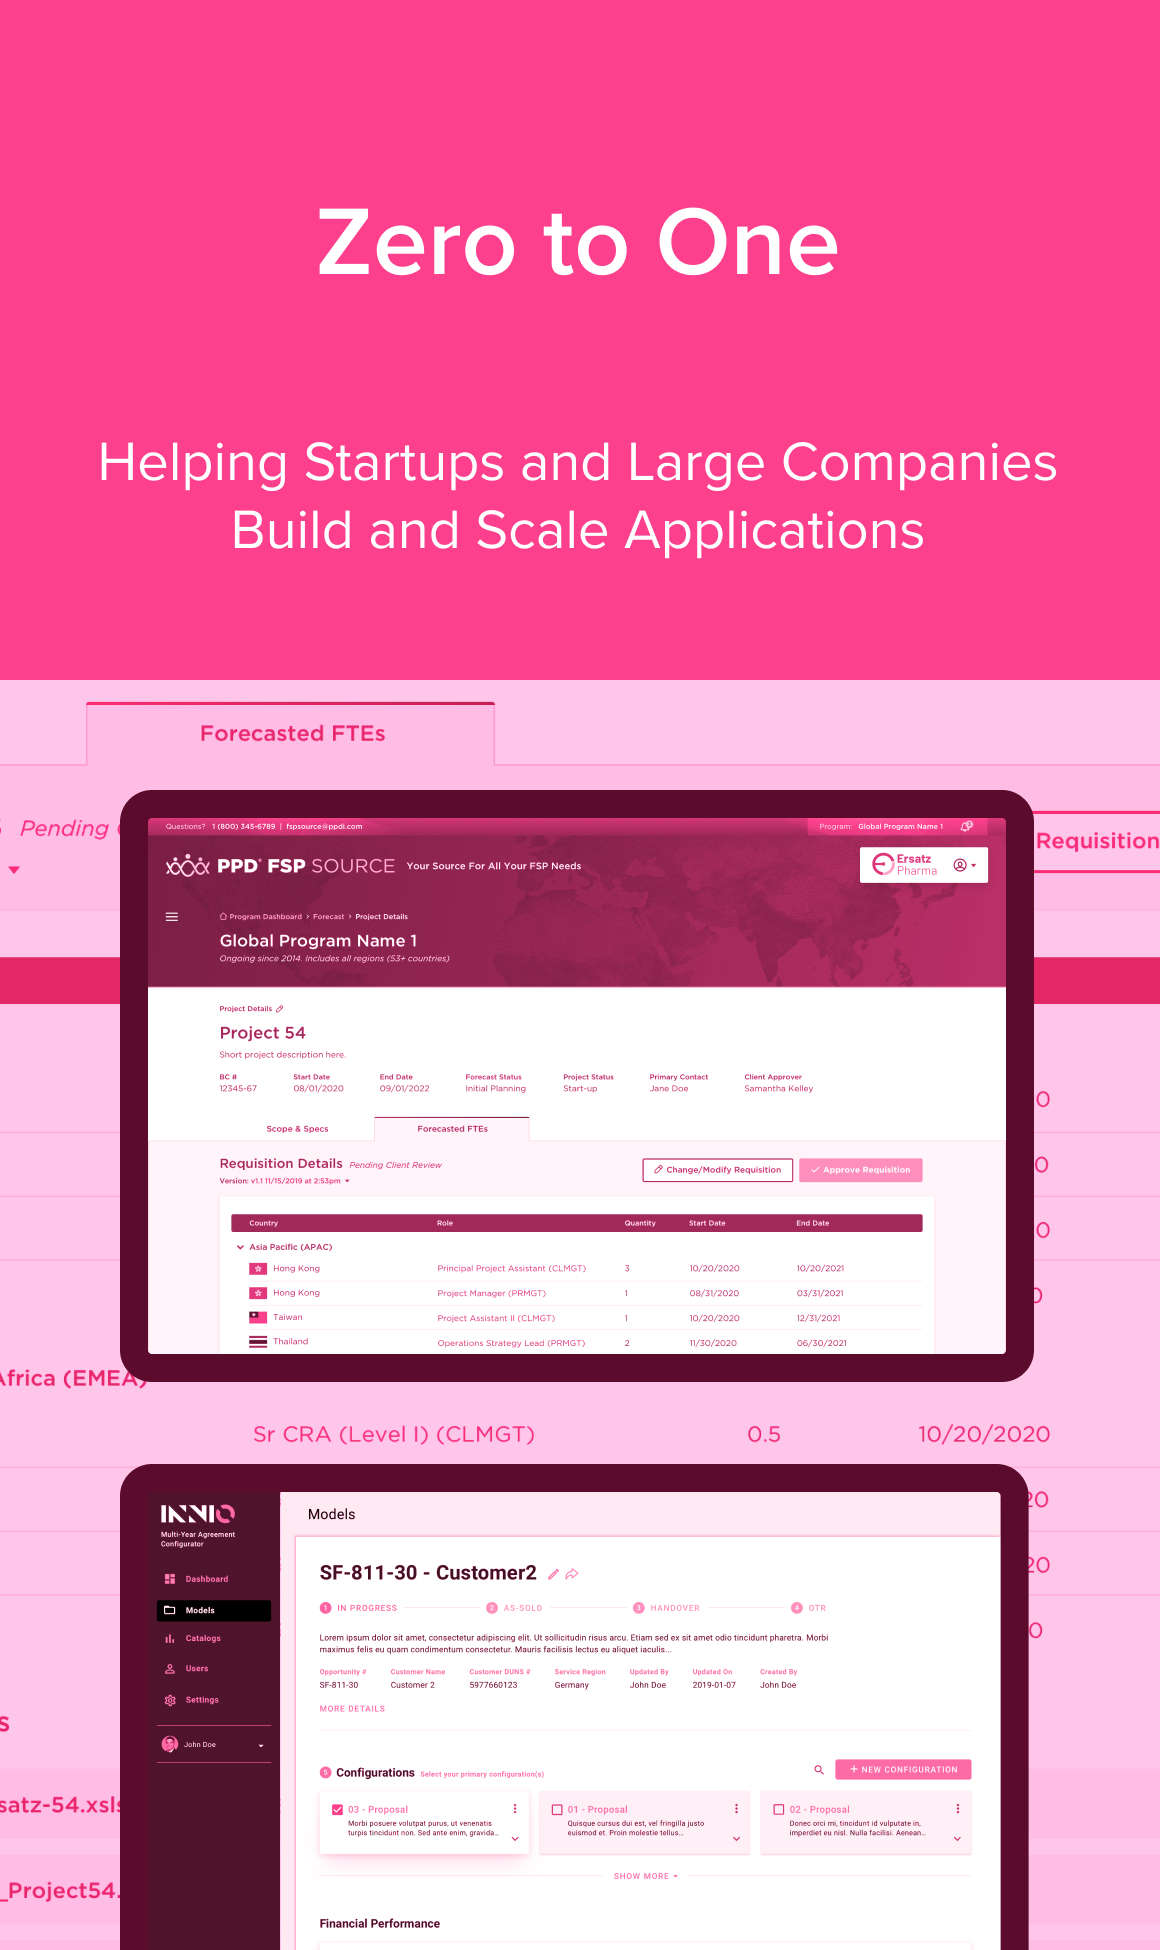 Zero to One
Helping Startups and Large Companies
Build and Scale Applications
Forecasted FTEs
Pending
Requisition
Questions? 1 (800) 345-6789 | fspsource@ppdi.com
Program: Global Program Name 1
PPD® FSP SOURCE Your Source For All Your FSP Needs
Ersatz
Pharma
Program Dashboard > Forecast > Project Details
Global Program Name 1
Ongoing since 2014. Includes all regions (53+ countries)
Project Details
Project 54
Short project description here.
BC # Start Date End Date Forecast Status Project Status Primary Contact Client Approver
12345-67 08/01/2020 09/01/2022 Initial Planning Start-up Jane Doe Samantha Kelley
Scope & Specs Forecasted FTEs
Requisition Details Pending Client Review
Change/Modify Requisition Approve Requisition
Version: v1.1 11/15/2019 at 2:53pm
Country Role Quantity Start Date End Date
Asia Pacific (APAC)
Hong Kong Principal Project Assistant (CLMGT) 3 10/20/2020 10/20/2021
Hong Kong Project Manager (PRMGT) 1 08/31/2020 03/31/2021
Taiwan Project Assistant II (CLMGT) 1 10/20/2020 12/31/2021
Thailand Operations Strategy Lead (PRMGT) 2 11/30/2020 06/30/2021
0
0
0
0
Africa (EMEA)
Sr CRA (Level I) (CLMGT) 0.5 10/20/2020
20
20
0
s
satz-54.xsls
_Project54.
INNIO
Multi-Year Agreement
Configurator
Dashboard
Models
Catalogs
Users
Settings
John Doe
Models
SF-811-30 - Customer2
1 IN PROGRESS 2 AS-SOLD 3 HANDOVER 4 OTR
Lorem ipsum dolor sit amet, consectetur adipiscing elit. Ut sollicitudin risus arcu. Etiam sed ex sit amet odio tincidunt pharetra. Morbi
maximus felis eu quam condimentum consectetur. Mauris facilisis lectus eu aliquet iaculis...
Opportunity # Customer Name Customer DUNS # Service Region Updated By Updated On Created By
SF-811-30 Customer 2 5977660123 Germany John Doe 2019-01-07 John Doe
MORE DETAILS
5 Configurations Select your primary configuration(s)
+ NEW CONFIGURATION
03 - Proposal
Morbi posuere volutpat purus, ut venenatis
turpis tincidunt non. Sed ante enim, gravida...
01 - Proposal
Quisque cursus dui est, vel fringilla justo
euismod et. Proin molestie tellus...
02 - Proposal
Donec orci mi, tincidunt id vulputate in,
imperdiet eu nisl. Nulla facilisi. Aenean...
SHOW MORE
Financial Performance